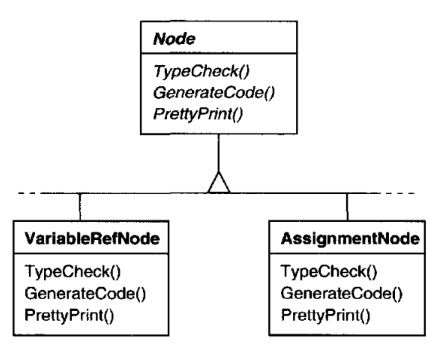 Node
TypeCheck()
GenerateCode()
PrettyPrint()
VariableRefNode
TypeCheck()
GenerateCode()
PrettyPrint()
AssignmentNode
TypeCheck()
GenerateCode()
PrettyPrint()